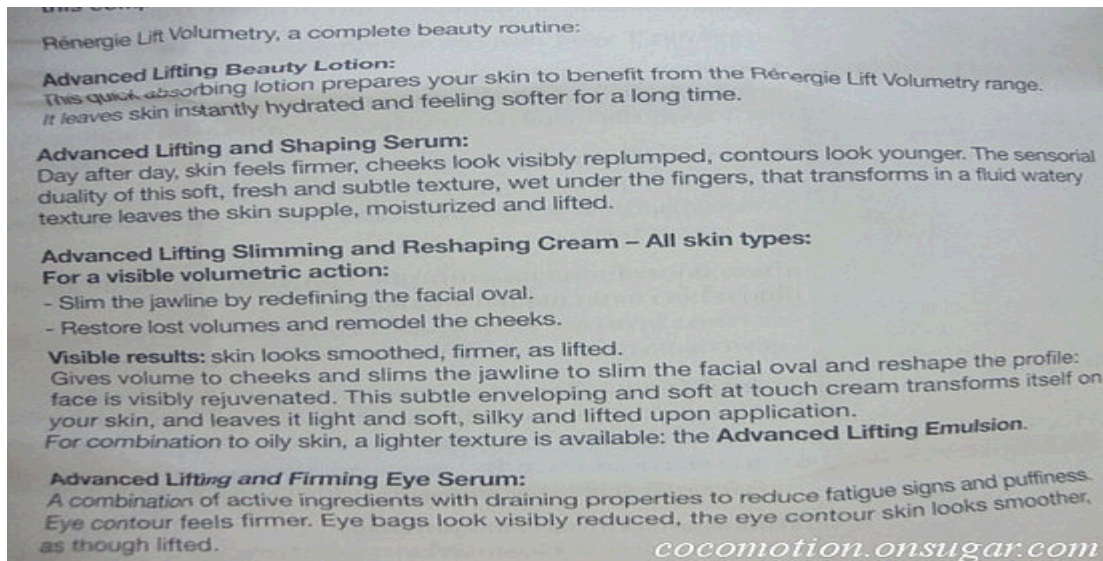 Rénergie Lift Volumetry, a complete beauty routine:
Advanced Lifting Beauty Lotion:
This quick absorbing lotion prepares your skin to benefit from the Rénergie Lift Volumetry range.
It leaves skin instantly hydrated and feeling softer for a long time.
Advanced Lifting and Shaping Serum:
Day after day, skin feels firmer, cheeks look visibly replumped, contours look younger. The sensorial
duality of this soft, fresh and subtle texture, wet under the fingers, that transforms in a fluid watery
texture leaves the skin supple, moisturized and lifted.
Advanced Lifting Slimming and Reshaping Cream – All skin types:
For a visible volumetric action:
- Slim the jawline by redefining the facial oval.
- Restore lost volumes and remodel the cheeks.
Visible results: skin looks smoothed, firmer, as lifted.
Gives volume to cheeks and slims the jawline to slim the facial oval and reshape the profile:
face is visibly rejuvenated. This subtle enveloping and soft at touch cream transforms itself on
your skin, and leaves it light and soft, silky and lifted upon application.
For combination to oily skin, a lighter texture is available: the Advanced Lifting Emulsion.
Advanced Lifting and Firming Eye Serum:
A combination of active ingredients with draining properties to reduce fatigue signs and puffiness.
Eye contour feels firmer. Eye bags look visibly reduced, the eye contour skin looks smoother,
as though lifted.
cocomotion.onsugar.com